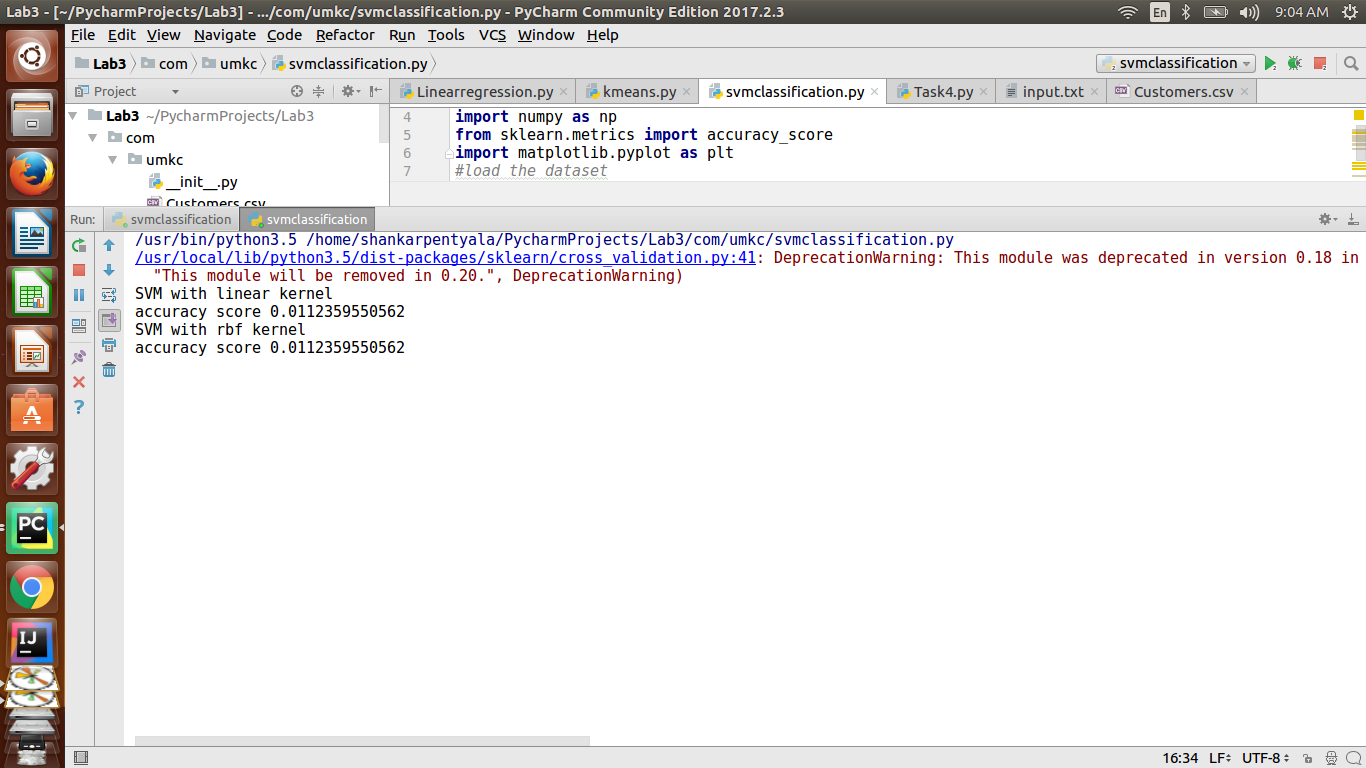 Lab3 - [~/PycharmProjects/Lab3] - .../com/umkc/svmclassification.py - PyCharm Community Edition 2017.2.3
En
9:04 AM
File Edit View Navigate Code Refactor Run Tools VCS Window Help
Lab3 com umkc svmclassification.py
svmclassification
Project
Linearregression.py kmeans.py svmclassification.py Task4.py input.txt Customers.csv
Lab3 ~/PycharmProjects/Lab3
com
umkc
__init__.py
Customers.csv
4 import numpy as np
5 from sklearn.metrics import accuracy_score
6 import matplotlib.pyplot as plt
7 #load the dataset
Run: svmclassification svmclassification
/usr/bin/python3.5 /home/shankarpentyala/PycharmProjects/Lab3/com/umkc/svmclassification.py
/usr/local/lib/python3.5/dist-packages/sklearn/cross_validation.py:41: DeprecationWarning: This module was deprecated in version 0.18 in
"This module will be removed in 0.20.", DeprecationWarning)
SVM with linear kernel
accuracy score 0.0112359550562
SVM with rbf kernel
accuracy score 0.0112359550562
PC
IJ
16:34 LF UTF-8